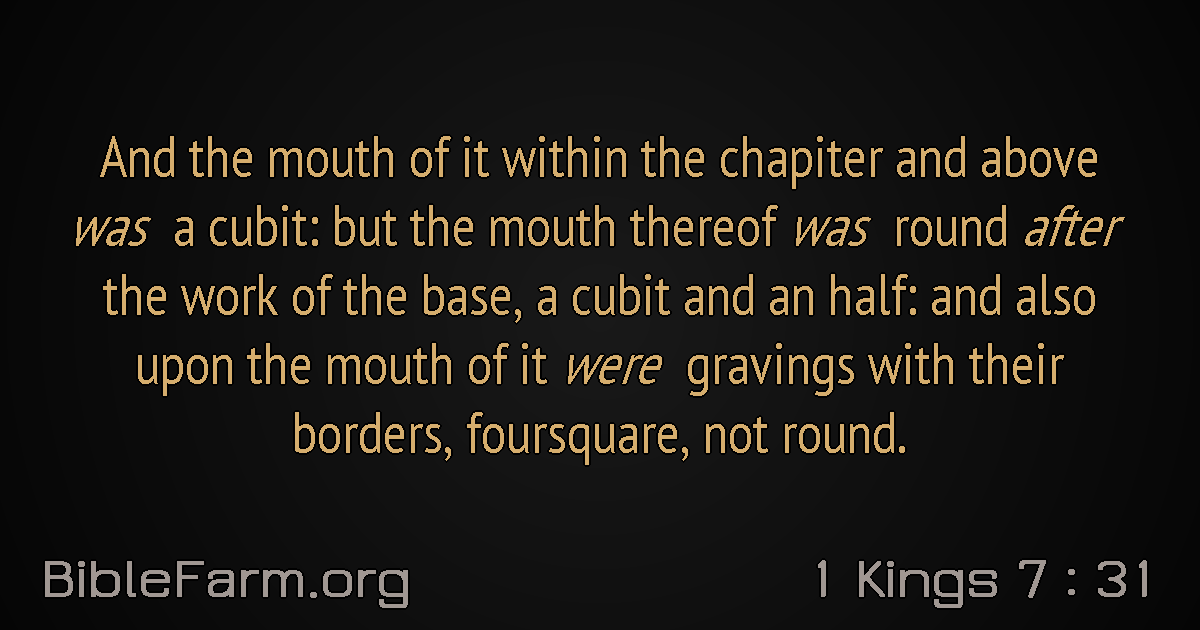 And the mouth of it within the chapiter and above
was a cubit: but the mouth thereof was round after
the work of the base, a cubit and an half: and also
upon the mouth of it were gravings with their
borders, foursquare, not round.
BibleFarm.org
1 Kings 7 : 31